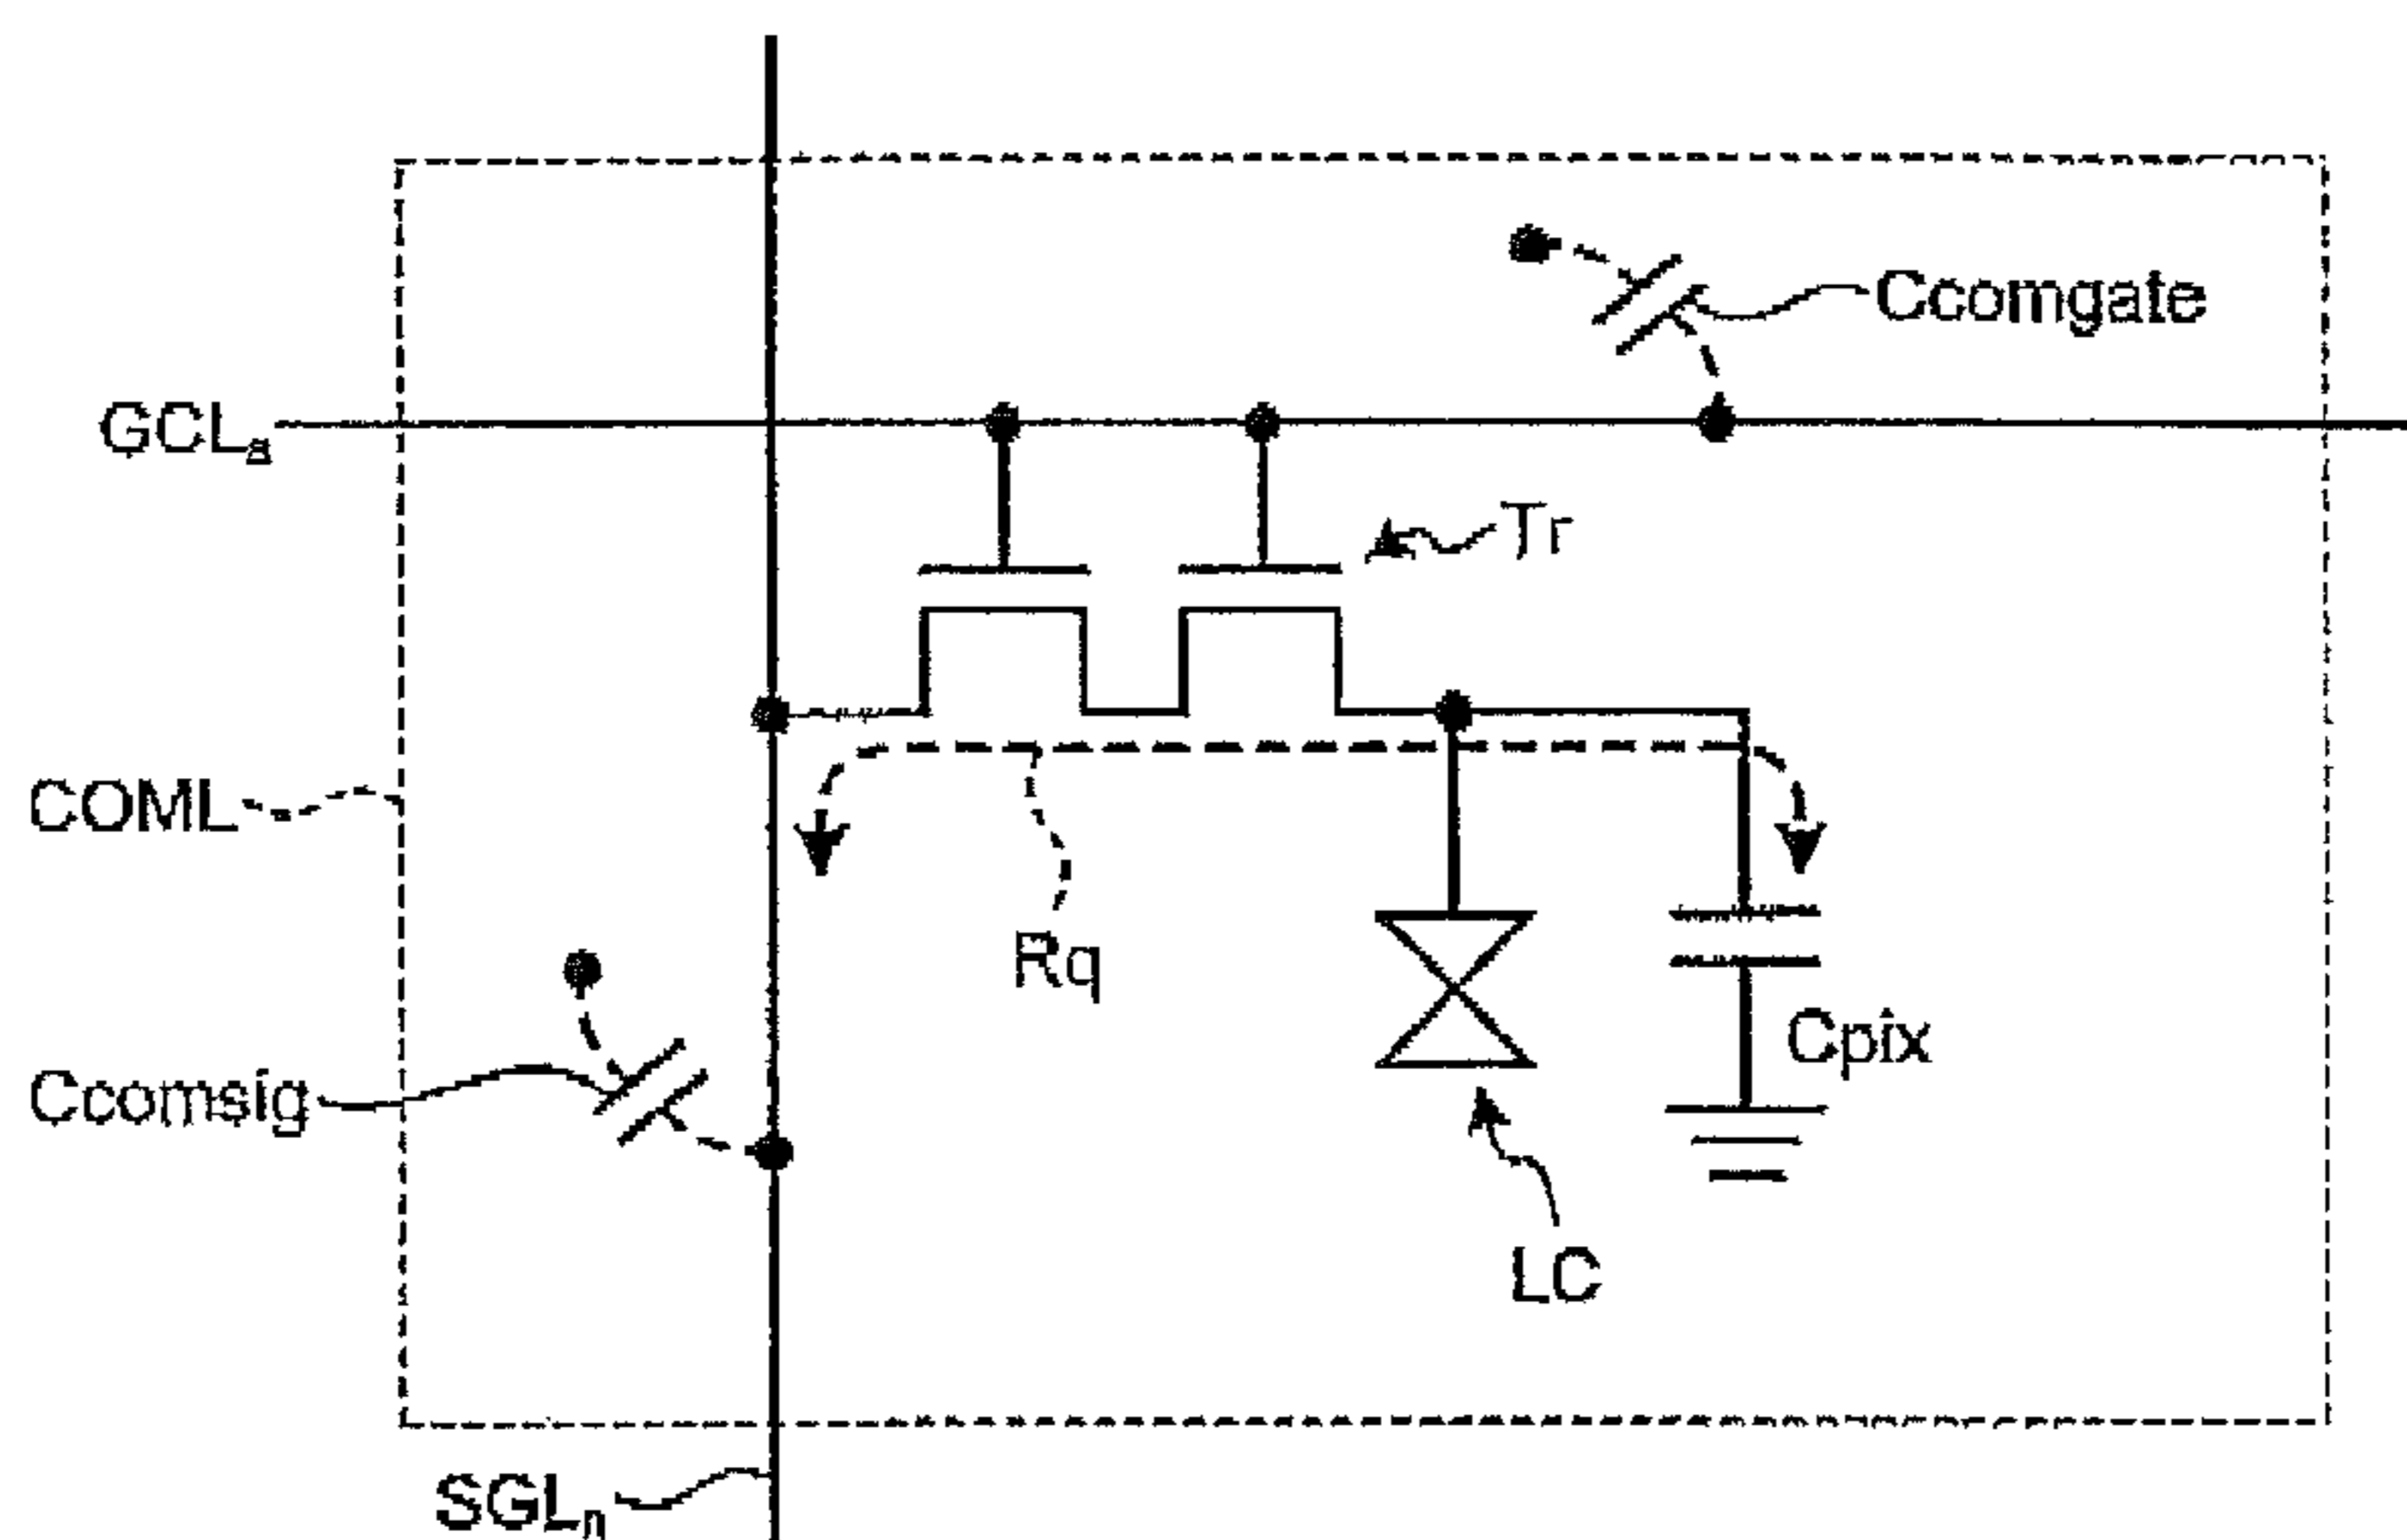 Ccomgate
GCLa
Tr
COML
Rq
Cpix
Ccomsig
LC
SGLn